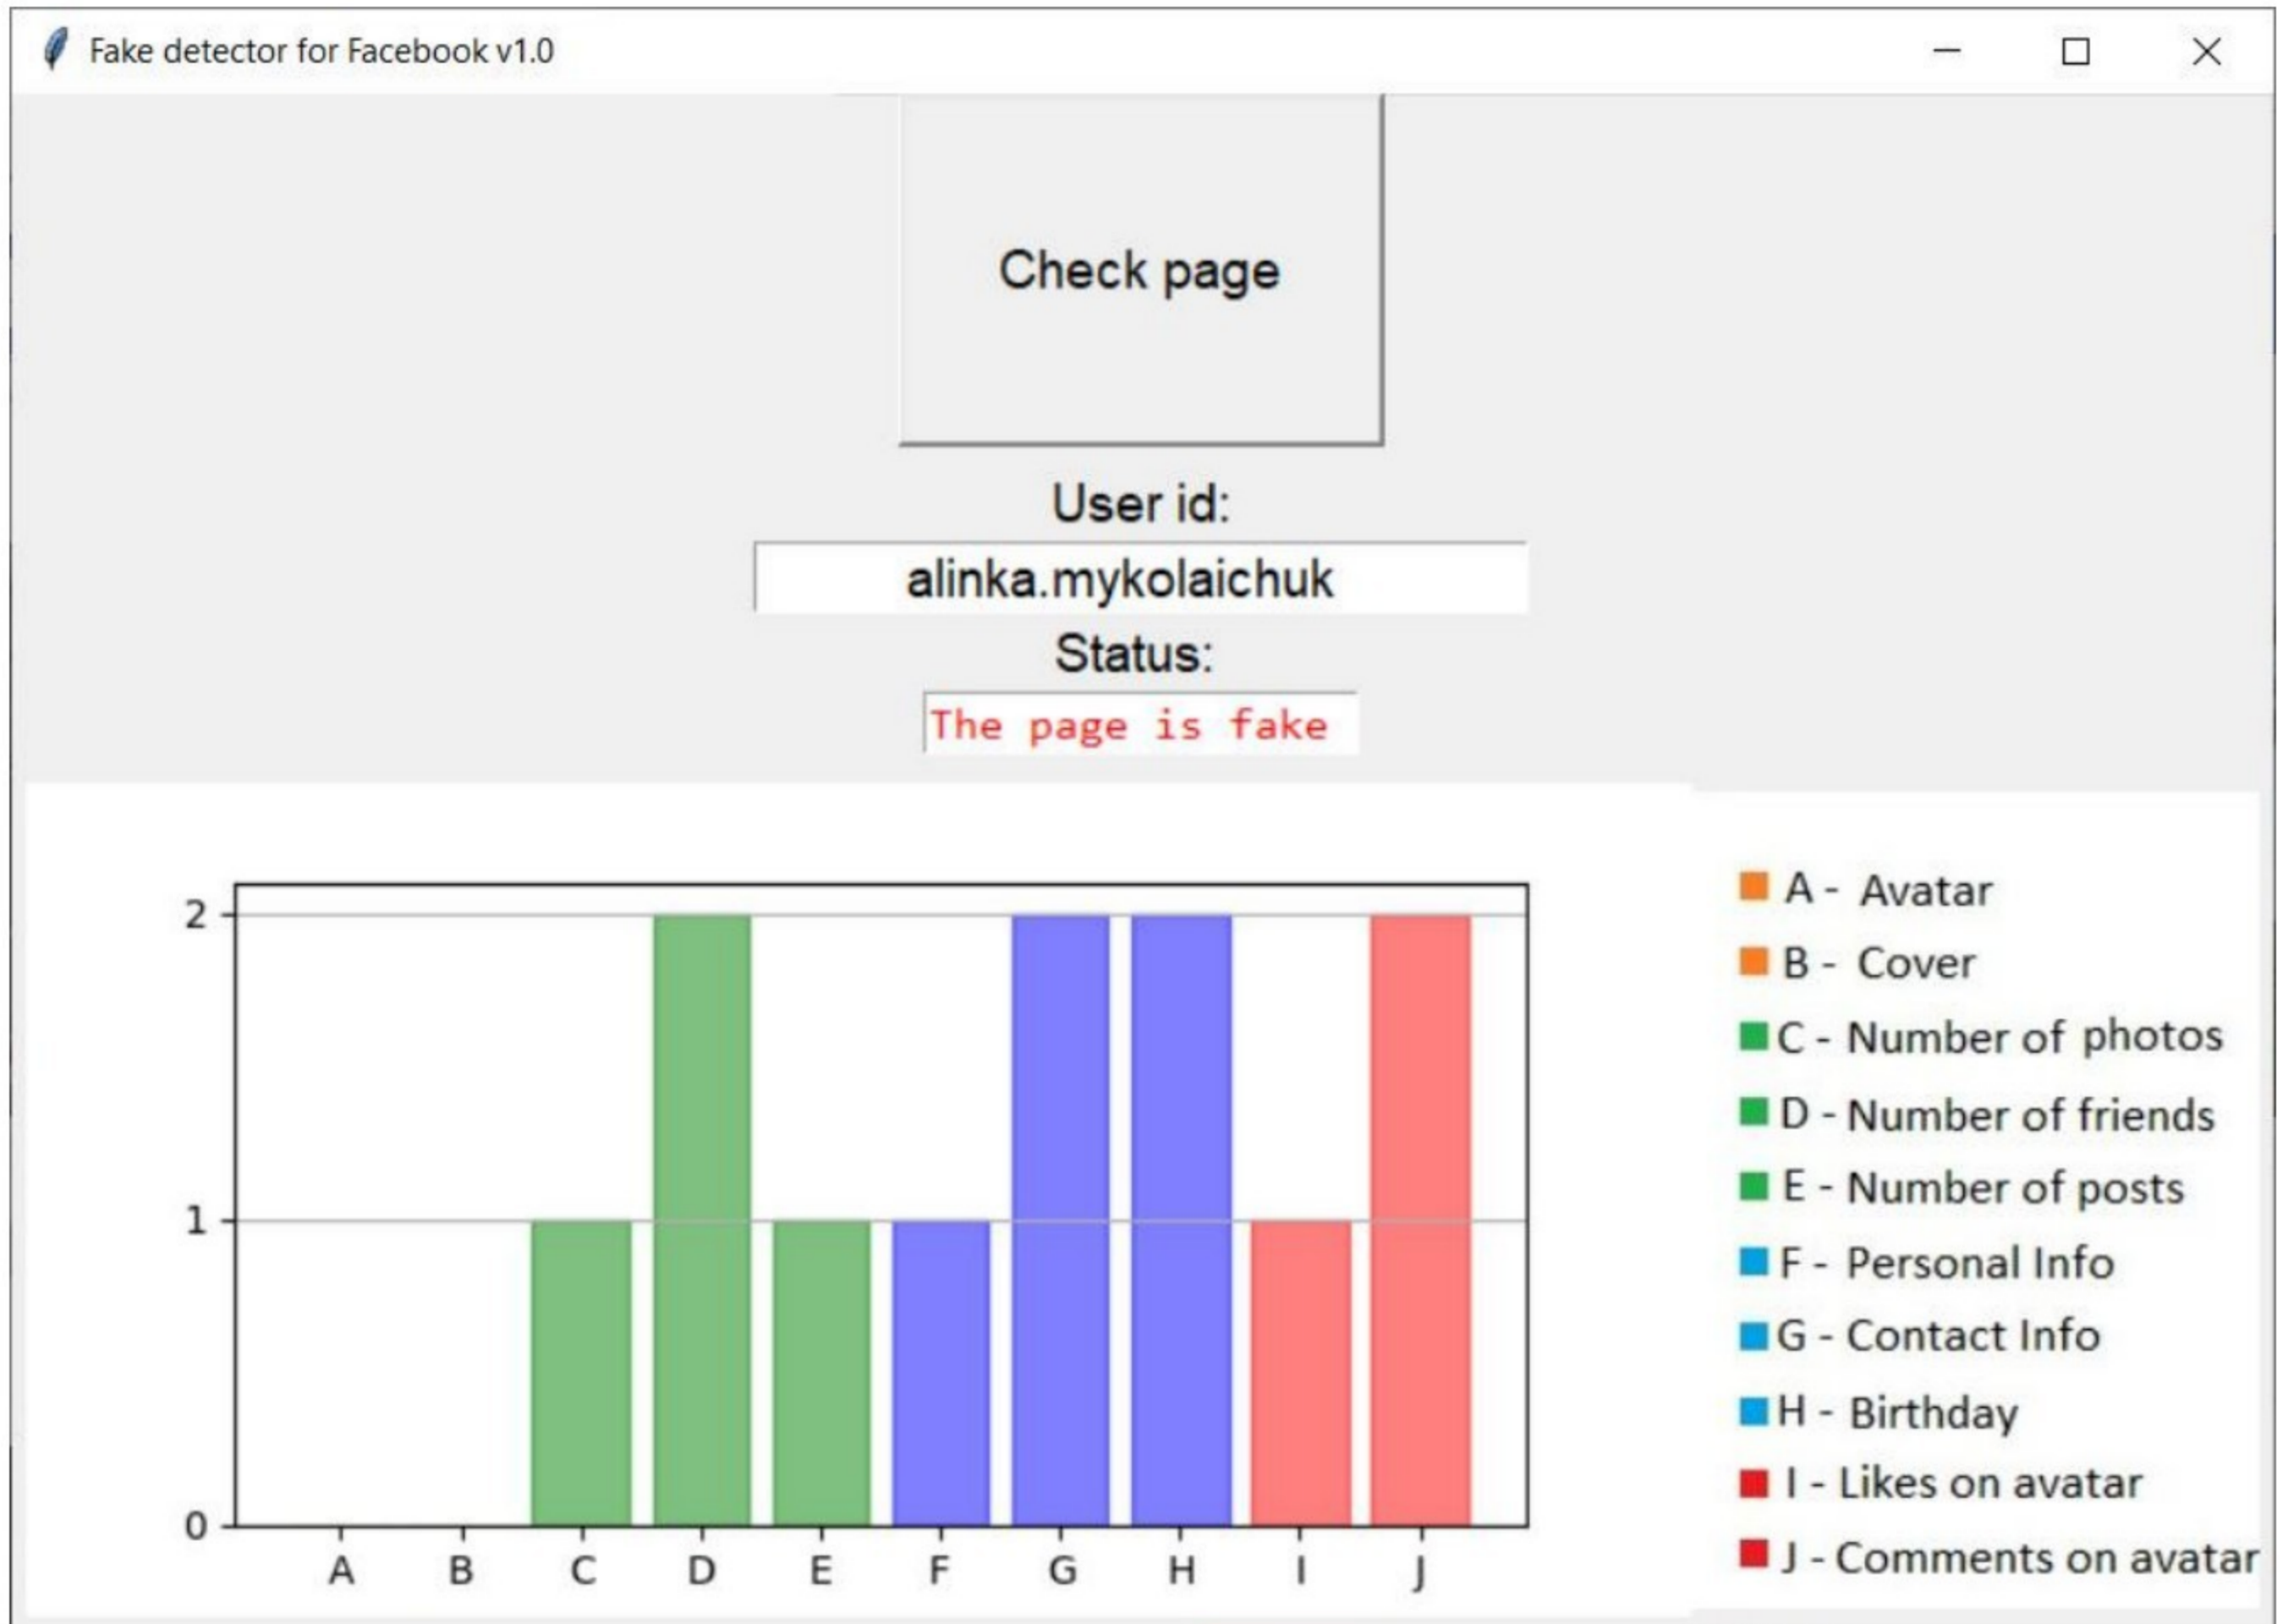 Fake detector for Facebook v1.0
Check page
User id:
alinka.mykolaichuk
Status:
The page is fake
2
1
0
A B C D E F G H I J
A - Avatar
B - Cover
C - Number of photos
D - Number of friends
E - Number of posts
F - Personal Info
G - Contact Info
H - Birthday
I - Likes on avatar
J - Comments on avatar